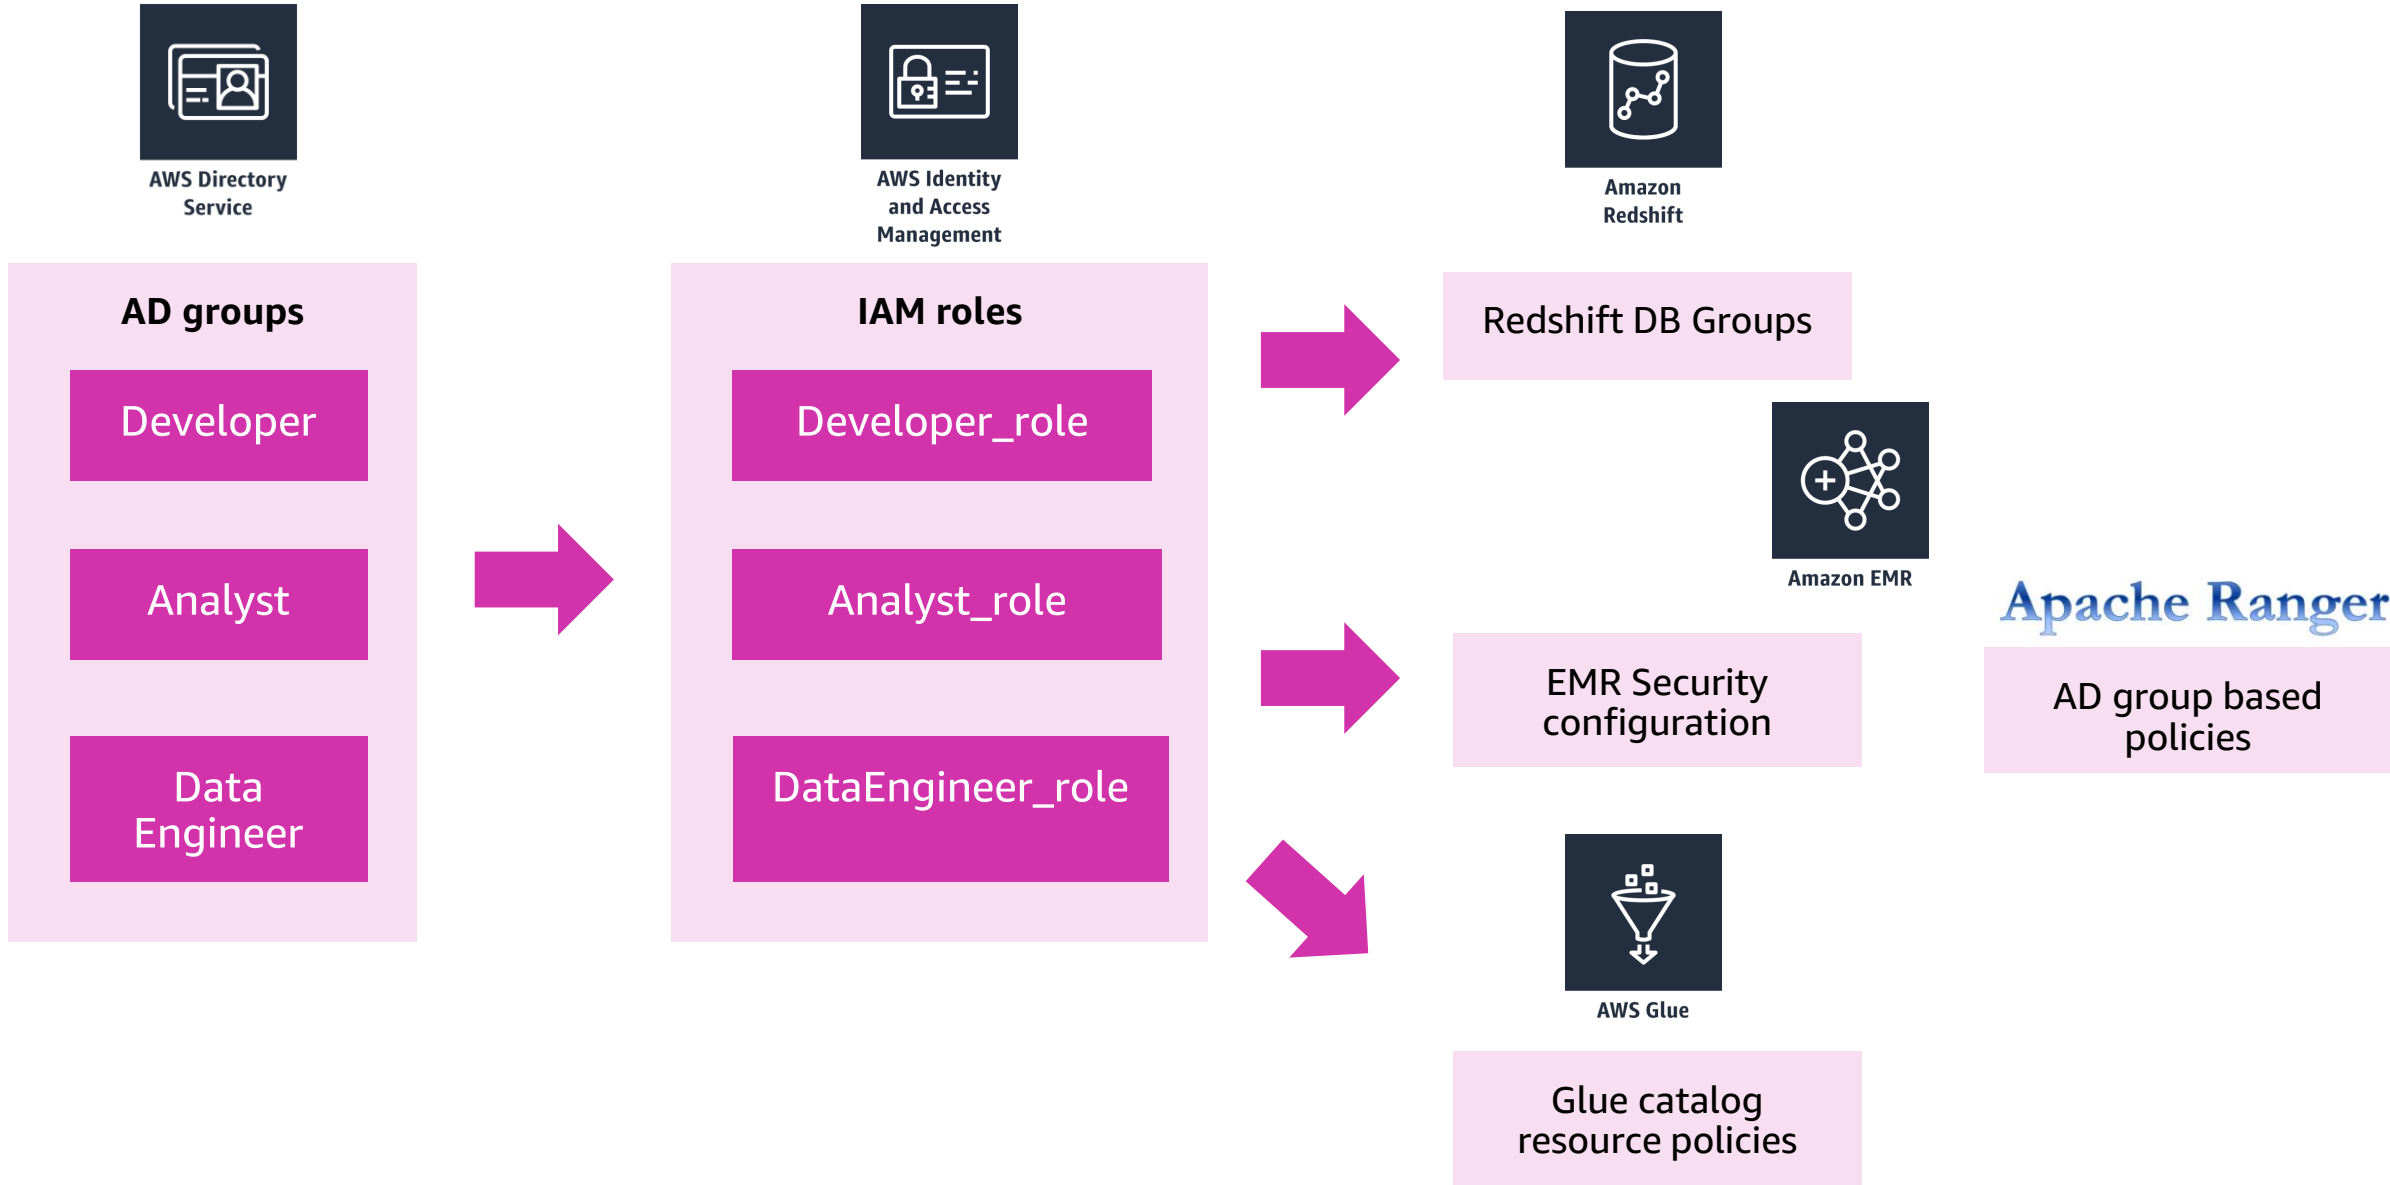 AWS Directory
Service
AWS Identity
and Access
Management
Amazon
Redshift
AD groups
Developer
Analyst
Data
Engineer
IAM roles
Developer_role
Analyst_role
DataEngineer_role
Redshift DB Groups
Amazon EMR
EMR Security
configuration
Apache Ranger
AD group based
policies
AWS Glue
Glue catalog
resource policies